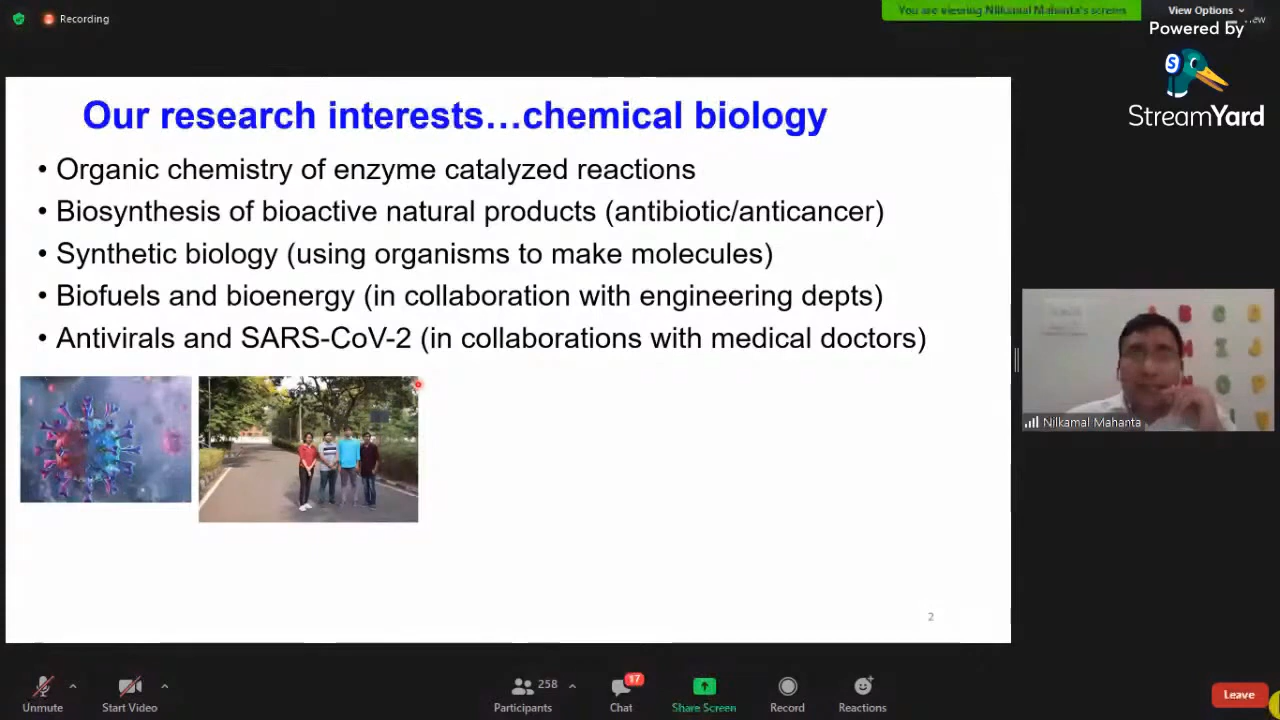 Recording
You are viewing Nilkamal Mahanta's screen
View Options
Powered by
StreamYard
Our research interests…chemical biology
• Organic chemistry of enzyme catalyzed reactions
• Biosynthesis of bioactive natural products (antibiotic/anticancer)
• Synthetic biology (using organisms to make molecules)
• Biofuels and bioenergy (in collaboration with engineering depts)
• Antivirals and SARS-CoV-2 (in collaborations with medical doctors)
Nilkamal Mahanta
2
Unmute
Start Video
258
Participants
17
Chat
Share Screen
Record
Reactions
Leave